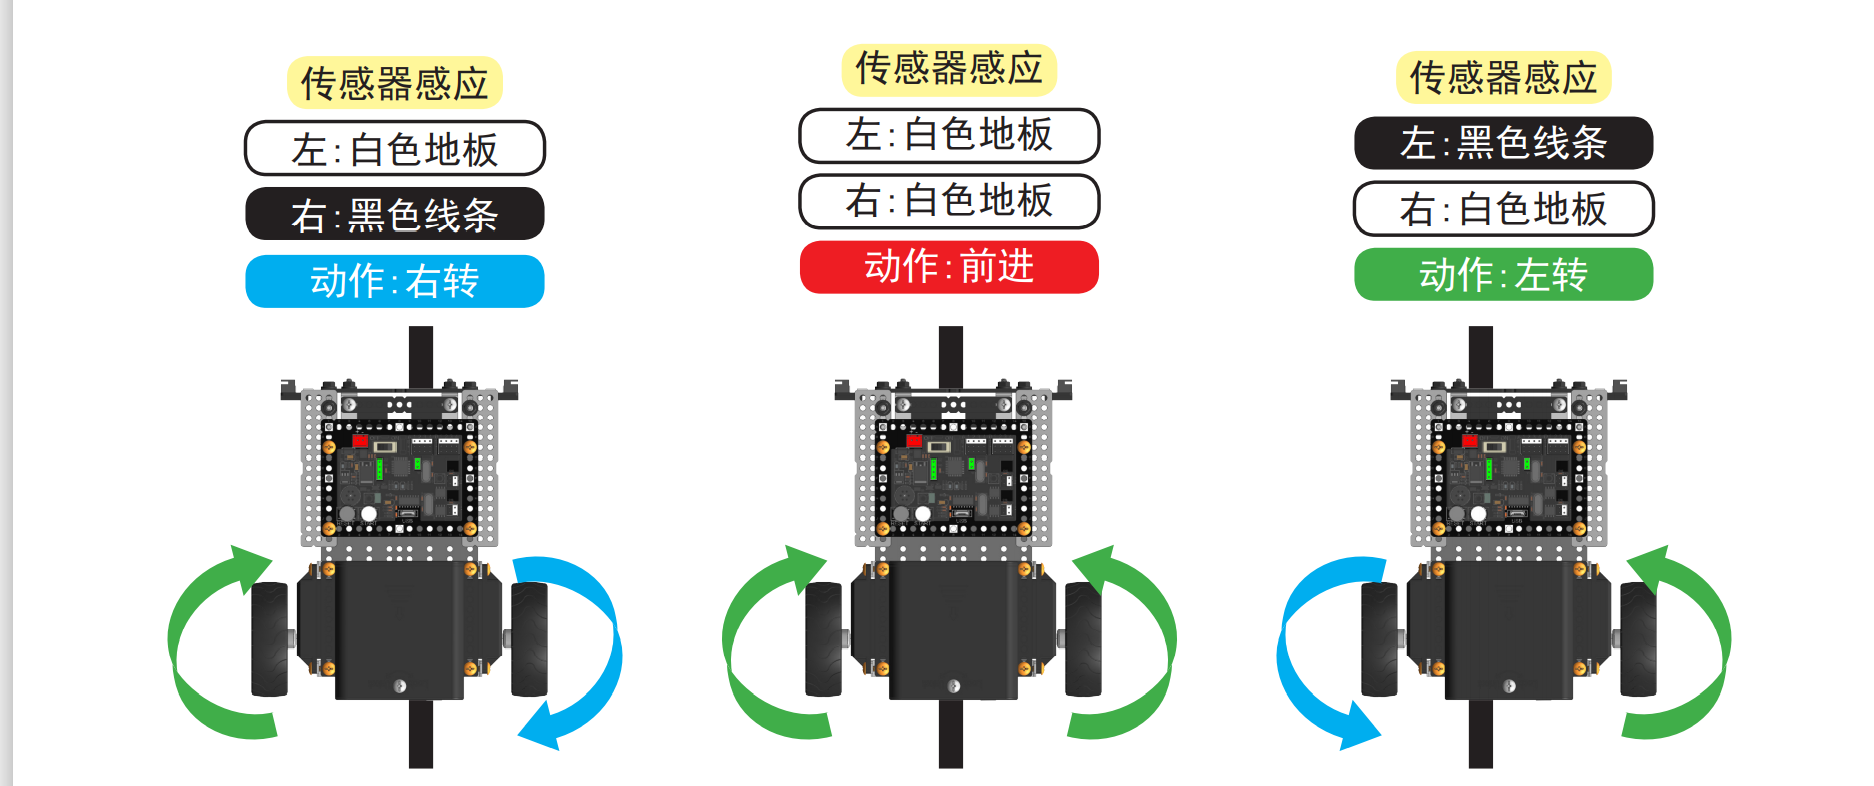 传感器感应
左:白色地板
右:黑色线条
动作:右转
传感器感应
左:白色地板
右:白色地板
动作:前进
传感器感应
左:黑色线条
右:白色地板
动作:左转